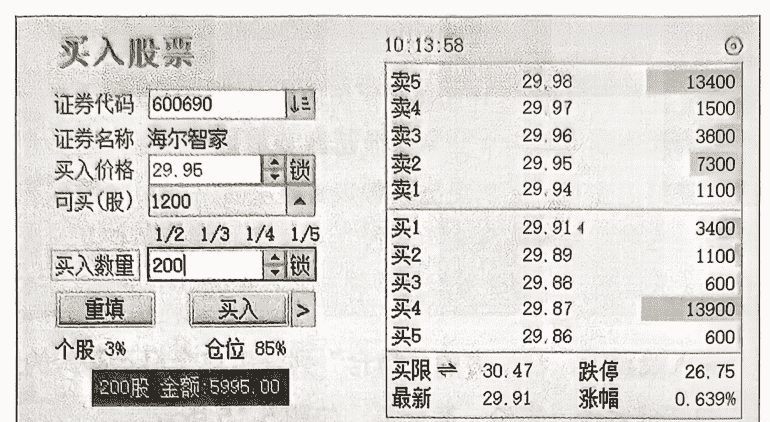 买入股票
证券代码 600690
证券名称 海尔智家
买入价格 29.95 锁
可买(股) 1200
1/2 1/3 1/4 1/5
买入数量 200 锁
重填 买入 >
个股 3% 仓位 85%
200股 金额:5995.00
10:13:58
卖5 29.98 13400
卖4 29.97 1500
卖3 29.96 3800
卖2 29.95 7300
卖1 29.94 1100
买1 29.91 3400
买2 29.89 1100
买3 29.88 600
买4 29.87 13900
买5 29.86 600
买限 ⇌ 30.47 跌停 26.75
最新 29.91 涨幅 0.639%